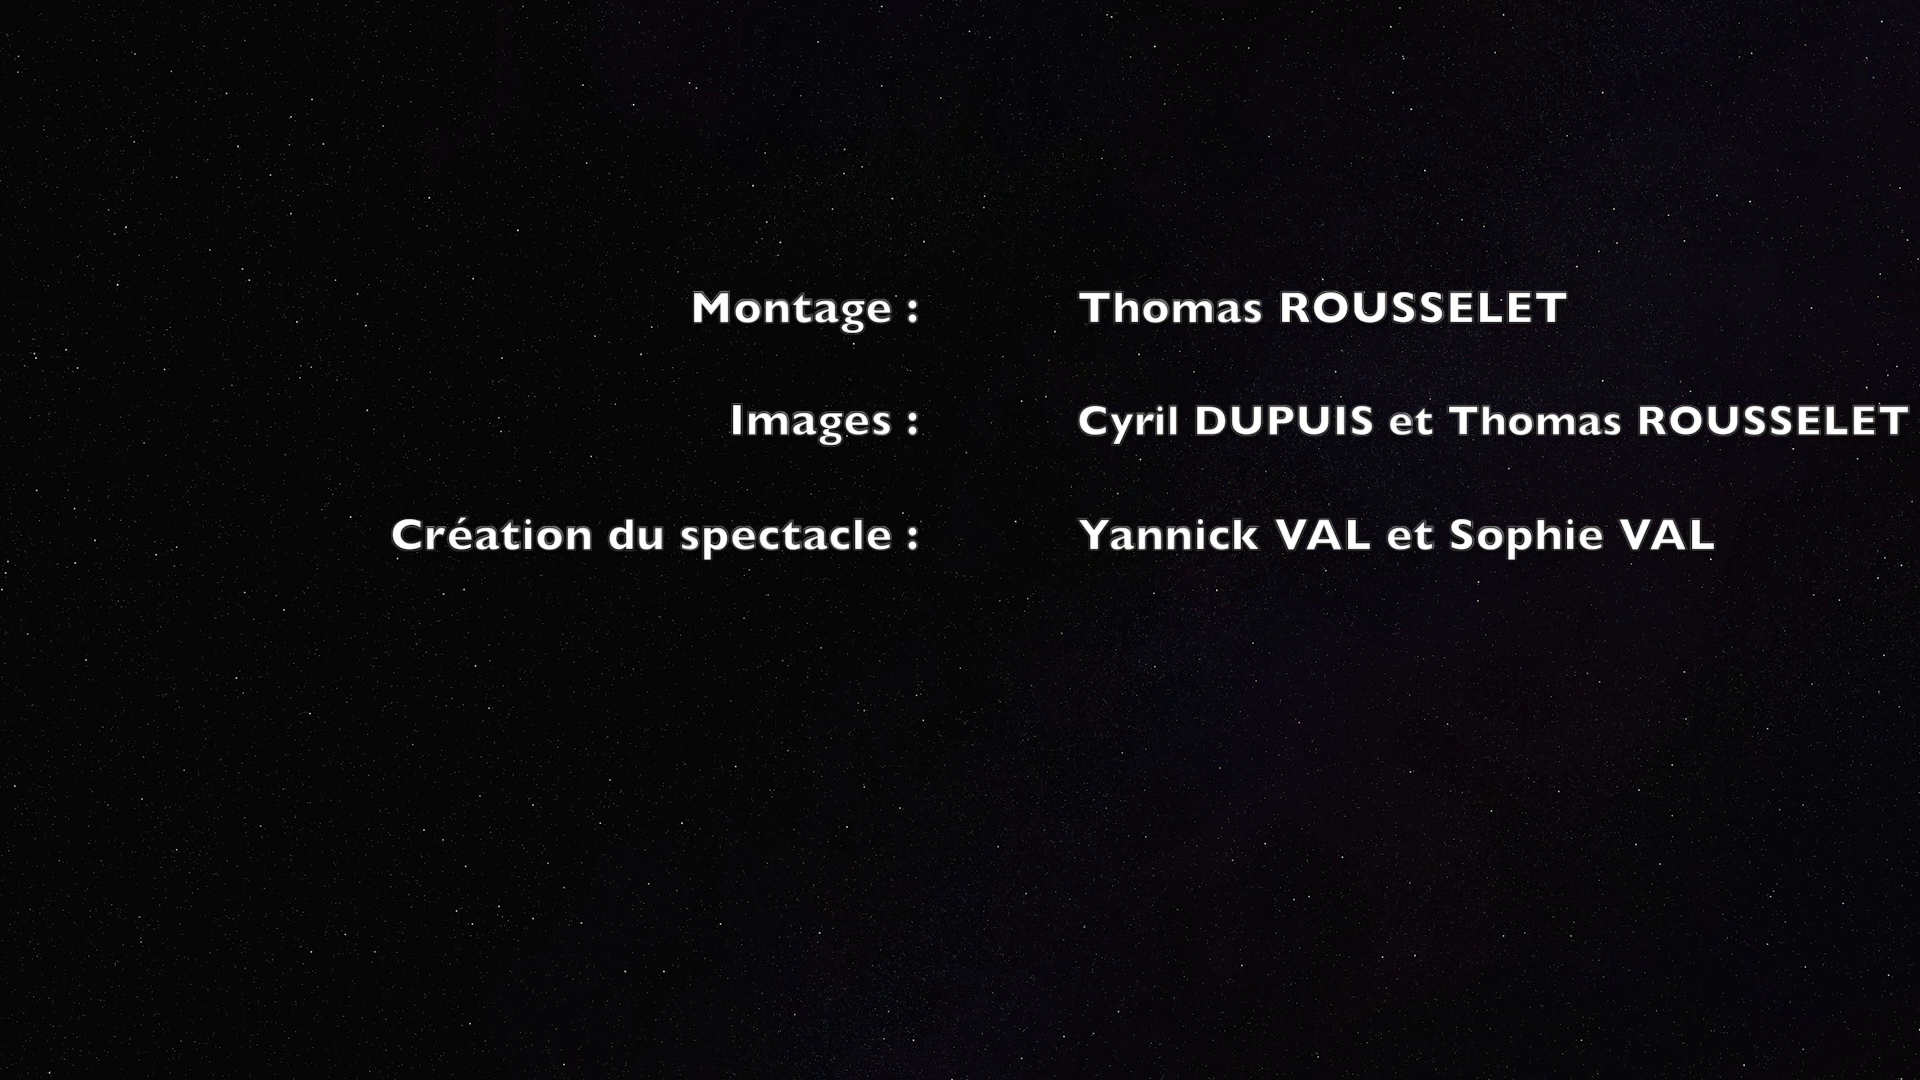 Montage : Thomas ROUSSELET
Images : Cyril DUPUIS et Thomas ROUSSELET
Création du spectacle : Yannick VAL et Sophie VAL